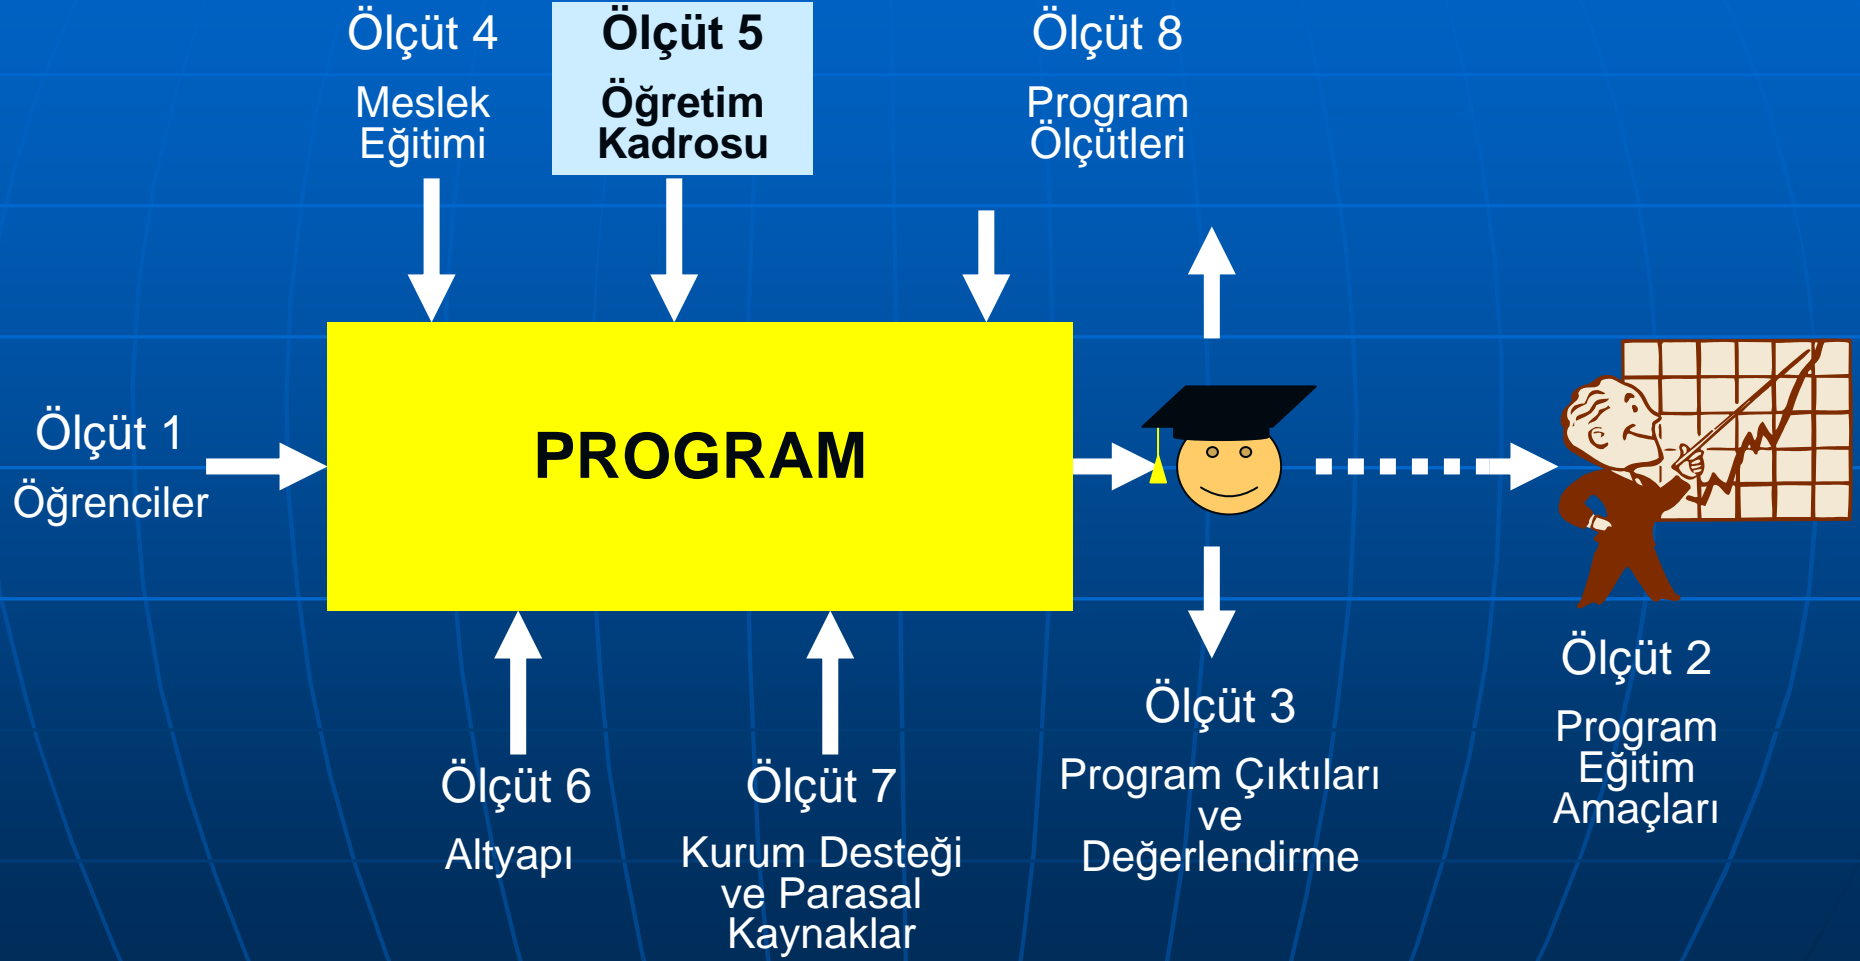 Ölçüt 4
Meslek
Eğitimi
Ölçüt 5
Öğretim
Kadrosu
Ölçüt 8
Program
Ölçütleri
Ölçüt 1
Öğrenciler
PROGRAM
Ölçüt 6
Altyapı
Ölçüt 7
Kurum Desteği
ve Parasal
Kaynaklar
Ölçüt 3
Program Çıktıları
ve
Değerlendirme
Ölçüt 2
Program
Eğitim
Amaçları